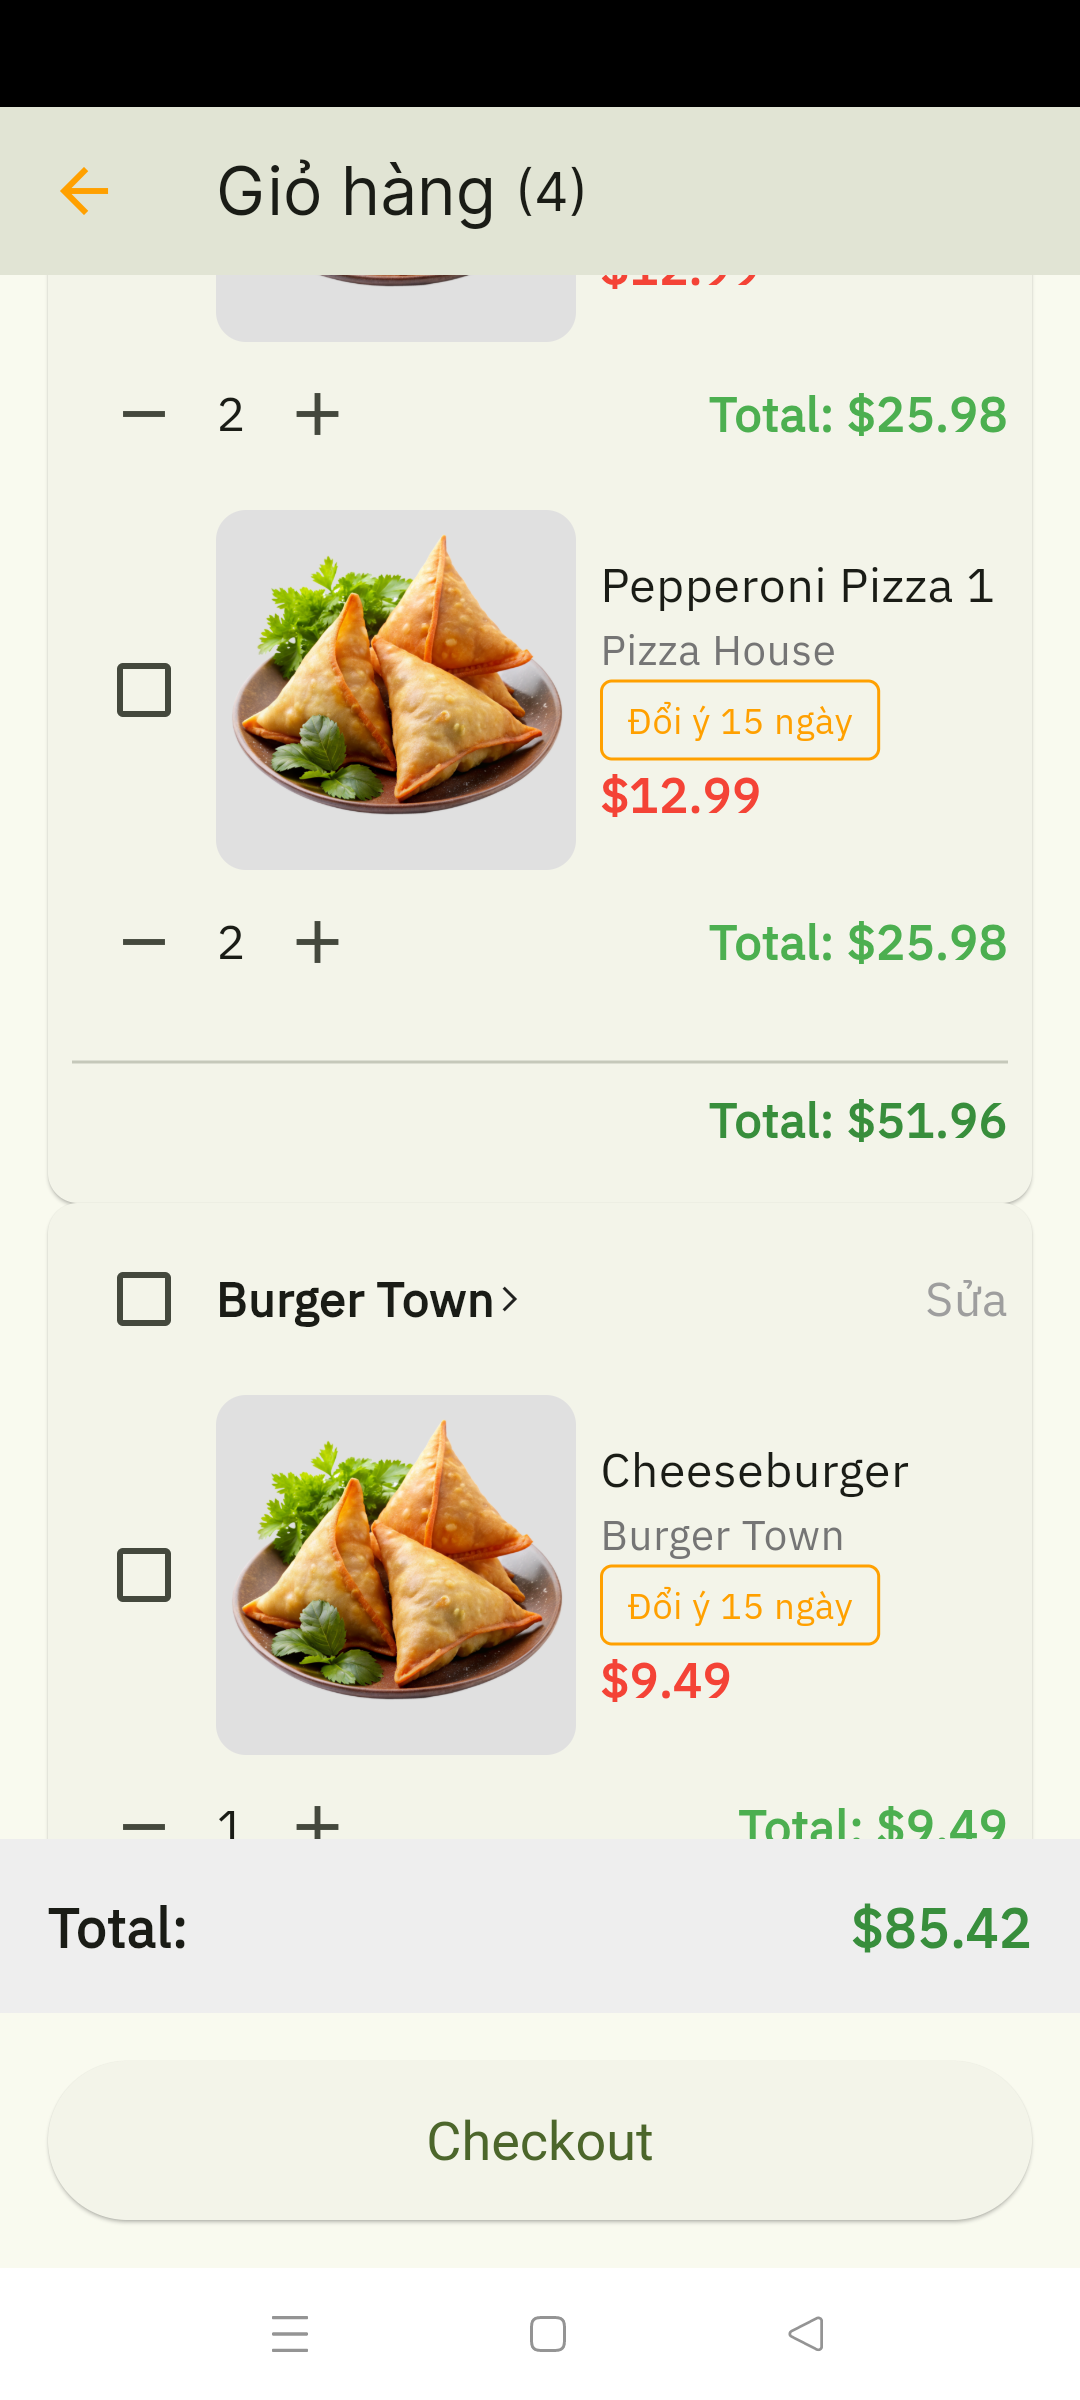 Giỏ hàng (4)
$12.99
2
Total: $25.98
Pepperoni Pizza 1
Pizza House
Đổi ý 15 ngày
$12.99
2
Total: $25.98
Total: $51.96
Burger Town
Sửa
Cheeseburger
Burger Town
Đổi ý 15 ngày
$9.49
1
Total: $9.49
Total:
$85.42
Checkout